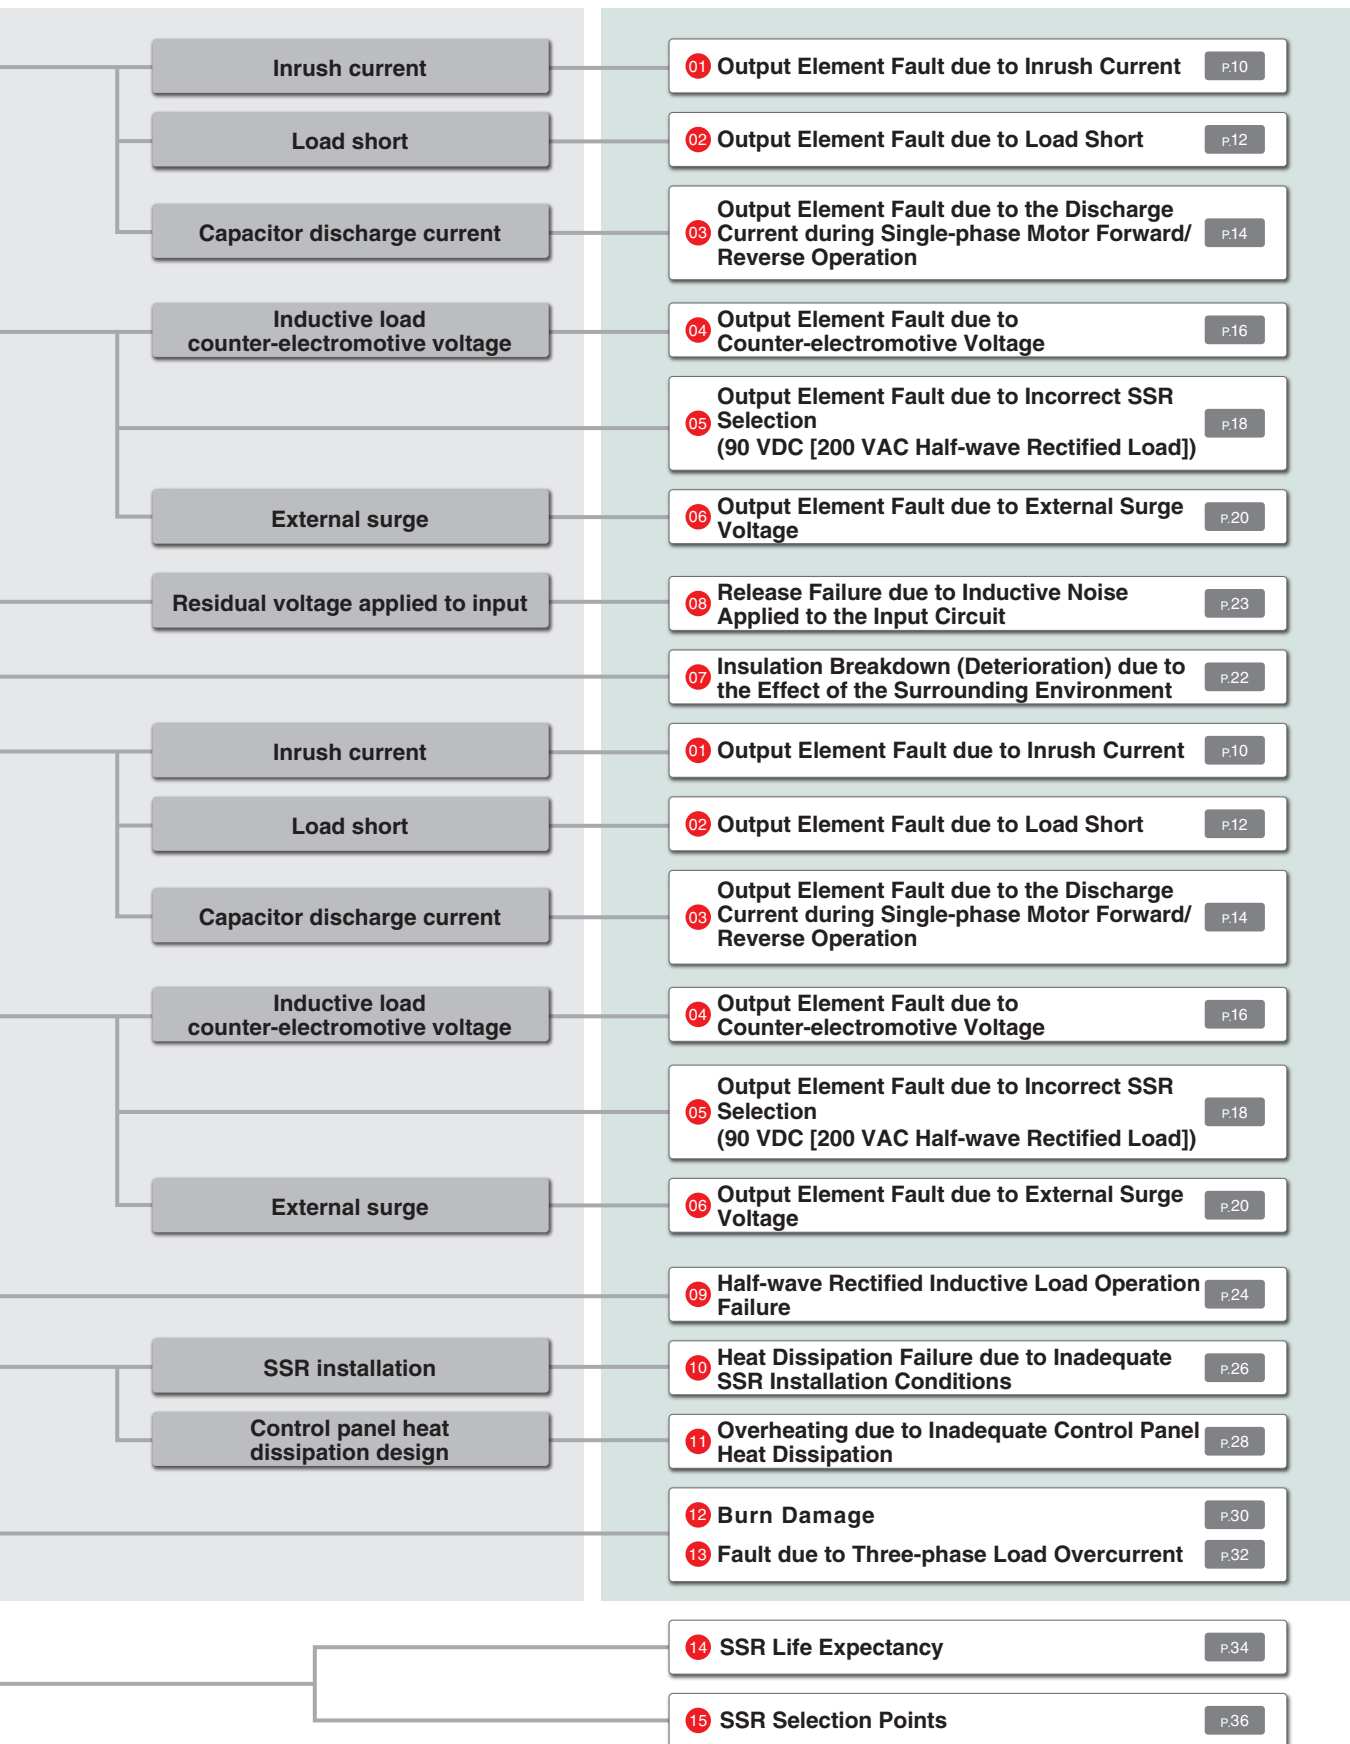 Inrush current
01 Output Element Fault due to Inrush Current P.10
Load short
02 Output Element Fault due to Load Short P.12
Capacitor discharge current
03 Output Element Fault due to the Discharge
Current during Single-phase Motor Forward/
Reverse Operation P.14
Inductive load
counter-electromotive voltage
04 Output Element Fault due to
Counter-electromotive Voltage P.16
05 Output Element Fault due to Incorrect SSR
Selection
(90 VDC [200 VAC Half-wave Rectified Load]) P.18
External surge
06 Output Element Fault due to External Surge
Voltage P.20
Residual voltage applied to input
08 Release Failure due to Inductive Noise
Applied to the Input Circuit P.23
07 Insulation Breakdown (Deterioration) due to
the Effect of the Surrounding Environment P.22
Inrush current
01 Output Element Fault due to Inrush Current P.10
Load short
02 Output Element Fault due to Load Short P.12
Capacitor discharge current
03 Output Element Fault due to the Discharge
Current during Single-phase Motor Forward/
Reverse Operation P.14
Inductive load
counter-electromotive voltage
04 Output Element Fault due to
Counter-electromotive Voltage P.16
05 Output Element Fault due to Incorrect SSR
Selection
(90 VDC [200 VAC Half-wave Rectified Load]) P.18
External surge
06 Output Element Fault due to External Surge
Voltage P.20
09 Half-wave Rectified Inductive Load Operation
Failure P.24
SSR installation
10 Heat Dissipation Failure due to Inadequate
SSR Installation Conditions P.26
Control panel heat
dissipation design
11 Overheating due to Inadequate Control Panel
Heat Dissipation P.28
12 Burn Damage P.30
13 Fault due to Three-phase Load Overcurrent P.32
14 SSR Life Expectancy P.34
15 SSR Selection Points P.36